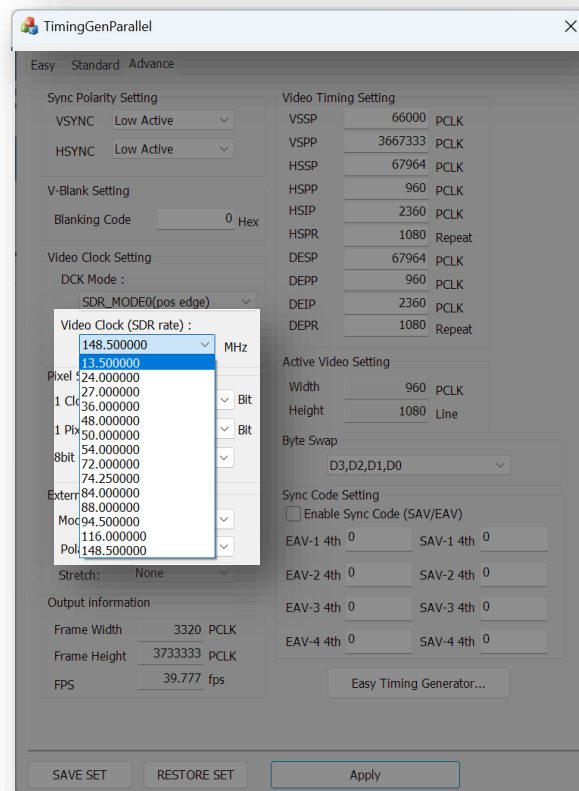 TimingGenParallel
Easy Standard Advance
Sync Polarity Setting
VSYNC Low Active
HSYNC Low Active
V-Blank Setting
Blanking Code 0 Hex
Video Clock Setting
DCK Mode :
SDR_MODE0(pos edge)
Video Clock (SDR rate) :
148.500000 MHz
13.500000
24.000000
27.000000
36.000000
48.000000
50.000000
54.000000
72.000000
74.250000
84.000000
88.000000
94.500000
116.000000
148.500000
Pixel
1 Bit
1 Bit
8bit
Stretch: None
Output information
Frame Width 3320 PCLK
Frame Height 3733333 PCLK
FPS 39.777 fps
Video Timing Setting
VSSP 66000 PCLK
VSPP 3667333 PCLK
HSSP 67964 PCLK
HSPP 960 PCLK
HSIP 2360 PCLK
HSPR 1080 Repeat
DESP 67964 PCLK
DEPP 960 PCLK
DEIP 2360 PCLK
DEPR 1080 Repeat
Active Video Setting
Width 960 PCLK
Height 1080 Line
Byte Swap
D3,D2,D1,D0
Sync Code Setting
Enable Sync Code (SAV/EAV)
EAV-1 4th 0 SAV-1 4th 0
EAV-2 4th 0 SAV-2 4th 0
EAV-3 4th 0 SAV-3 4th 0
EAV-4 4th 0 SAV-4 4th 0
Easy Timing Generator...
SAVE SET RESTORE SET Apply